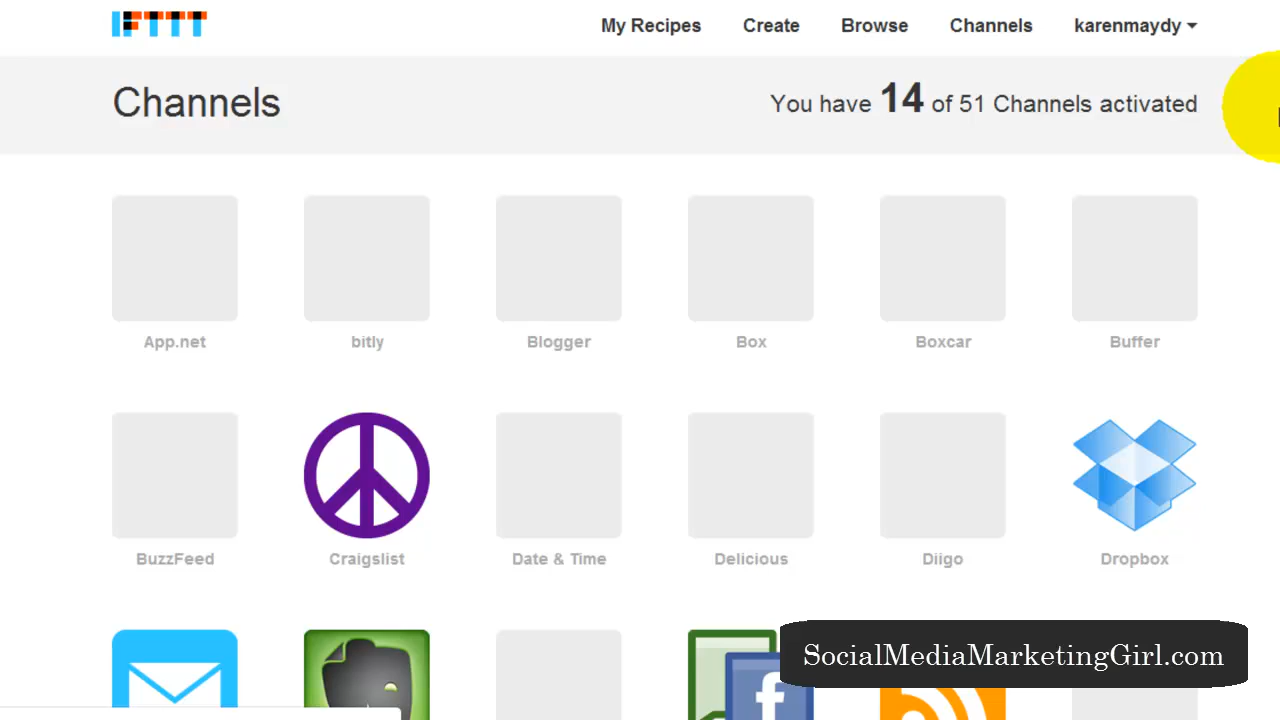 IFTTT
My Recipes Create Browse Channels karenmaydy
Channels
You have 14 of 51 Channels activated
App.net bitly Blogger Box Boxcar Buffer
BuzzFeed Craigslist Date & Time Delicious Diigo Dropbox
f
SocialMediaMarketingGirl.com